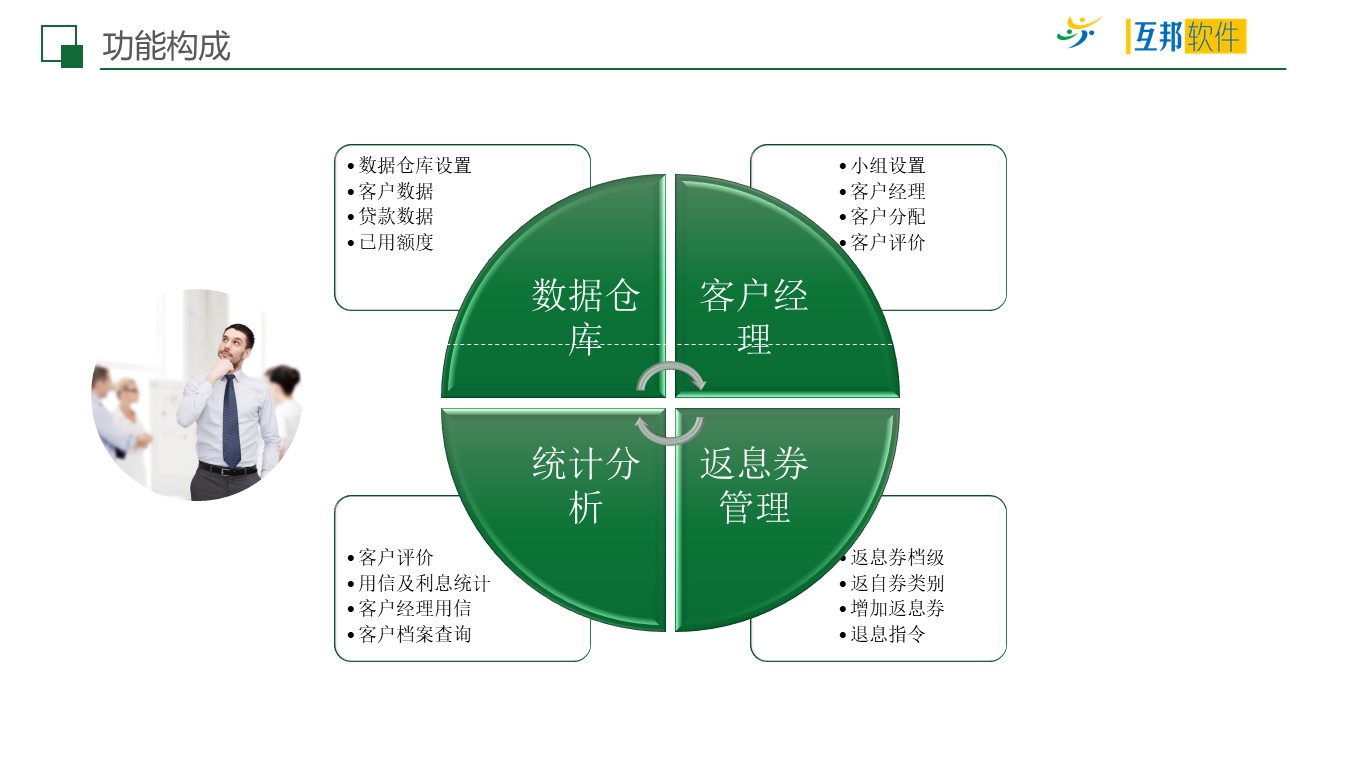 功能构成
互邦软件
•数据仓库设置
•客户数据
•贷款数据
•已用额度
•小组设置
•客户经理
•客户分配
•客户评价
数据仓
库
客户经
理
统计分
析
返息券
管理
•客户评价
•用信及利息统计
•客户经理用信
•客户档案查询
•返息券档级
•返自券类别
•增加返息券
•退息指令